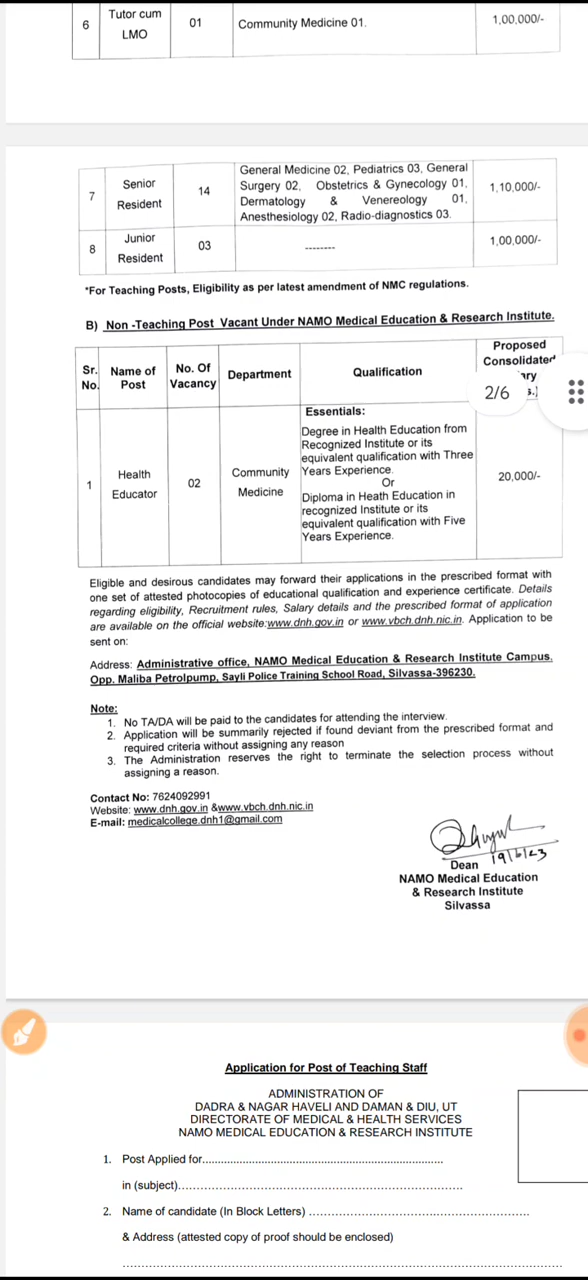 6
Tutor cum
LMO
01
Community Medicine 01.
1,00,000/-
7
Senior
Resident
14
General Medicine 02, Pediatrics 03, General
Surgery 02, Obstetrics & Gynecology 01,
Dermatology & Venereology 01,
Anesthesiology 02, Radio-diagnostics 03.
1,10,000/-
8
Junior
Resident
03
--------
1,00,000/-
*For Teaching Posts, Eligibility as per latest amendment of NMC regulations.
B) Non -Teaching Post Vacant Under NAMO Medical Education & Research Institute.
Sr.
No.
Name of
Post
No. Of
Vacancy
Department
Qualification
Proposed
Consolidated
2/6
1
Health
Educator
02
Community
Medicine
Essentials:
Degree in Health Education from
Recognized Institute or its
equivalent qualification with Three
Years Experience.
Or
Diploma in Heath Education in
recognized Institute or its
equivalent qualification with Five
Years Experience.
20,000/-
Eligible and desirous candidates may forward their applications in the prescribed format with
one set of attested photocopies of educational qualification and experience certificate. Details
regarding eligibility, Recruitment rules, Salary details and the prescribed format of application
are available on the official website:www.dnh.gov.in or www.vbch.dnh.nic.in. Application to be
sent on:
Address: Administrative office, NAMO Medical Education & Research Institute Campus,
Opp. Maliba Petrolpump, Sayli Police Training School Road, Silvassa-396230.
Note:
1. No TA/DA will be paid to the candidates for attending the interview.
2. Application will be summarily rejected if found deviant from the prescribed format and
required criteria without assigning any reason
3. The Administration reserves the right to terminate the selection process without
assigning a reason.
Contact No: 7624092991
Website: www.dnh.gov.in &www.vbch.dnh.nic.in
E-mail: medicalcollege.dnh1@gmail.com
19/6/23
Dean
NAMO Medical Education
& Research Institute
Silvassa
Application for Post of Teaching Staff
ADMINISTRATION OF
DADRA & NAGAR HAVELI AND DAMAN & DIU, UT
DIRECTORATE OF MEDICAL & HEALTH SERVICES
NAMO MEDICAL EDUCATION & RESEARCH INSTITUTE
1. Post Applied for................................................................................
in (subject)................................................................................
2. Name of candidate (In Block Letters) ................................................................
& Address (attested copy of proof should be enclosed)
................................................................................................................